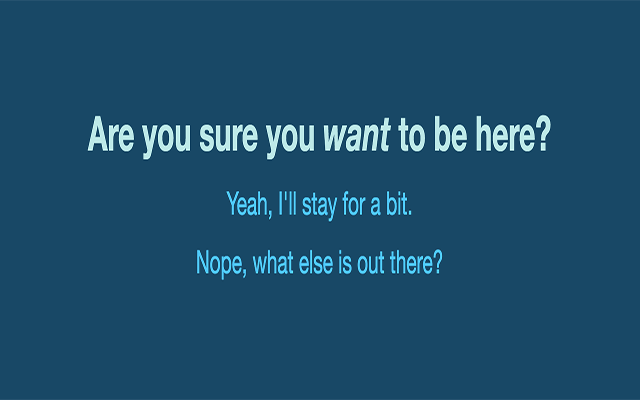 Are you sure you want to be here?
Yeah, I'll stay for a bit.
Nope, what else is out there?